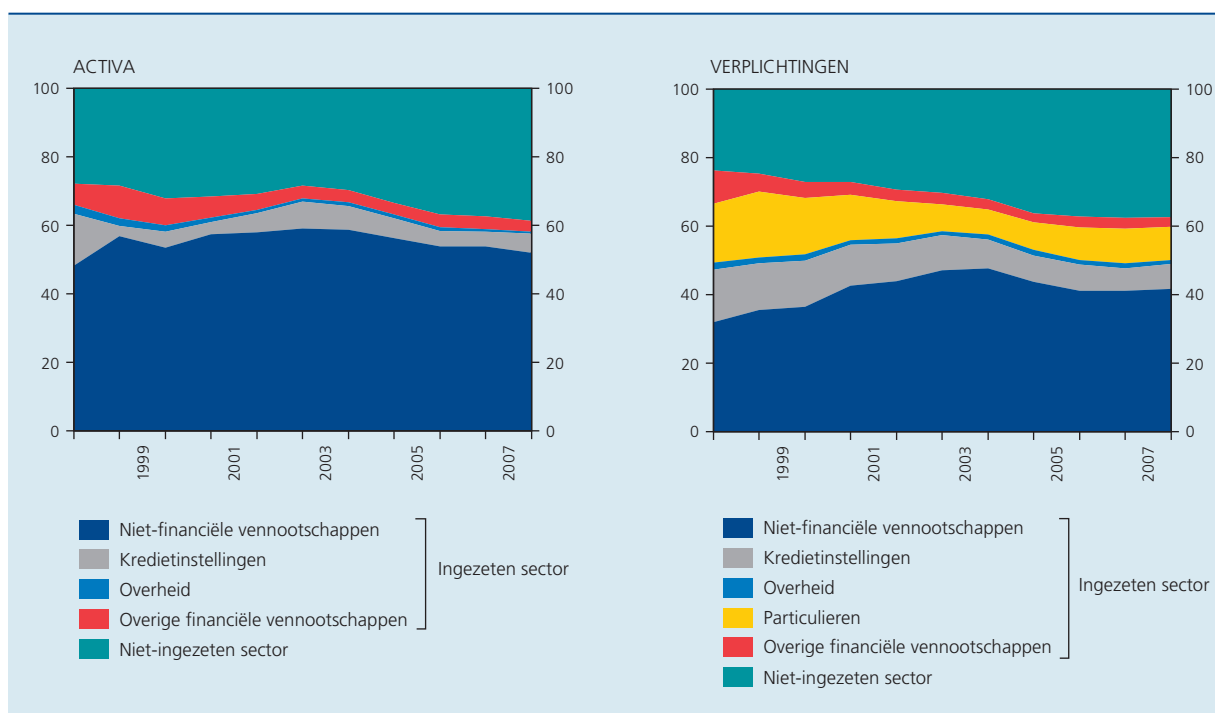 ACTIVA
100 100
80 80
60 60
40 40
20 20
0 0
1999 2001 2003 2005 2007
Niet-financiële vennootschappen
Kredietinstellingen
Overheid
Overige financiële vennootschappen
Ingezeten sector
Niet-ingezeten sector
VERPLICHTINGEN
100 100
80 80
60 60
40 40
20 20
0 0
1999 2001 2003 2005 2007
Niet-financiële vennootschappen
Kredietinstellingen
Overheid
Particulieren
Overige financiële vennootschappen
Ingezeten sector
Niet-ingezeten sector